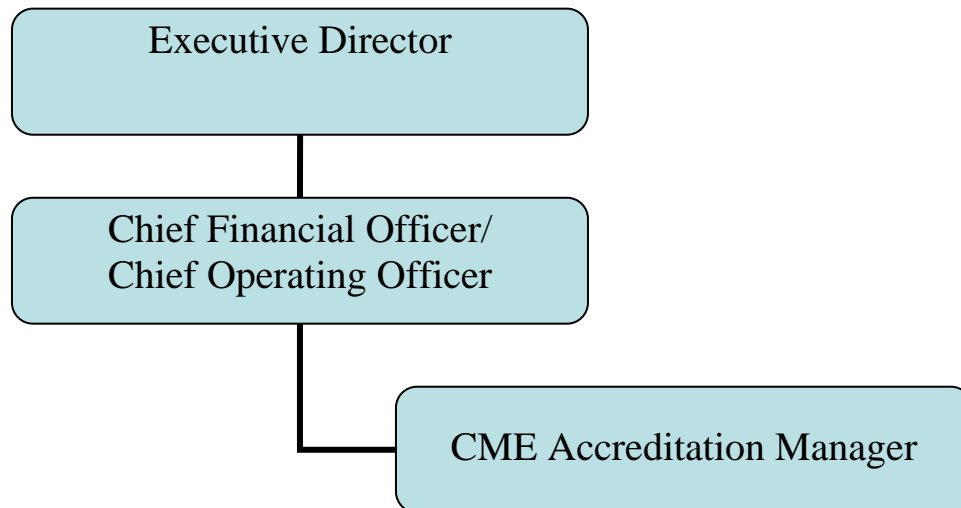 Executive Director
Chief Financial Officer/
Chief Operating Officer
CME Accreditation Manager